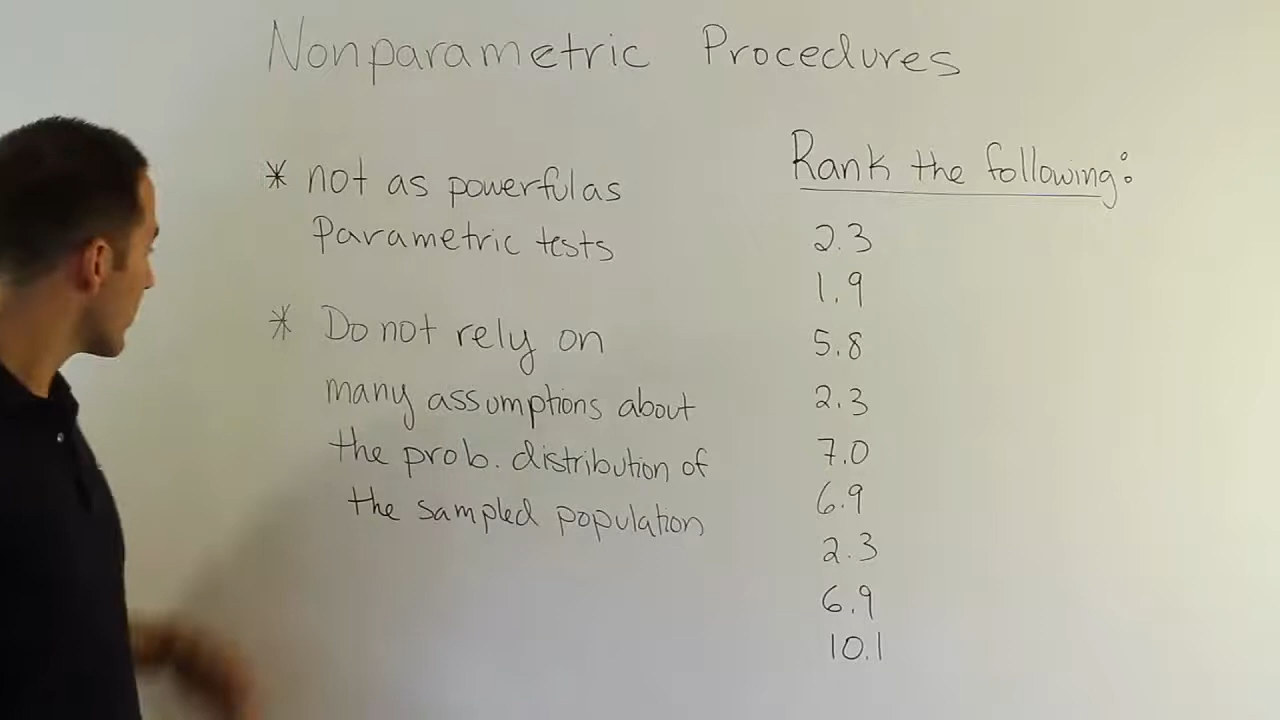 Nonparametric Procedures
* not as powerful as
parametric tests
* Do not rely on
many assumptions about
the prob. distribution of
the sampled population
Rank the following:
2.3
1.9
5.8
2.3
7.0
6.9
2.3
6.9
10.1